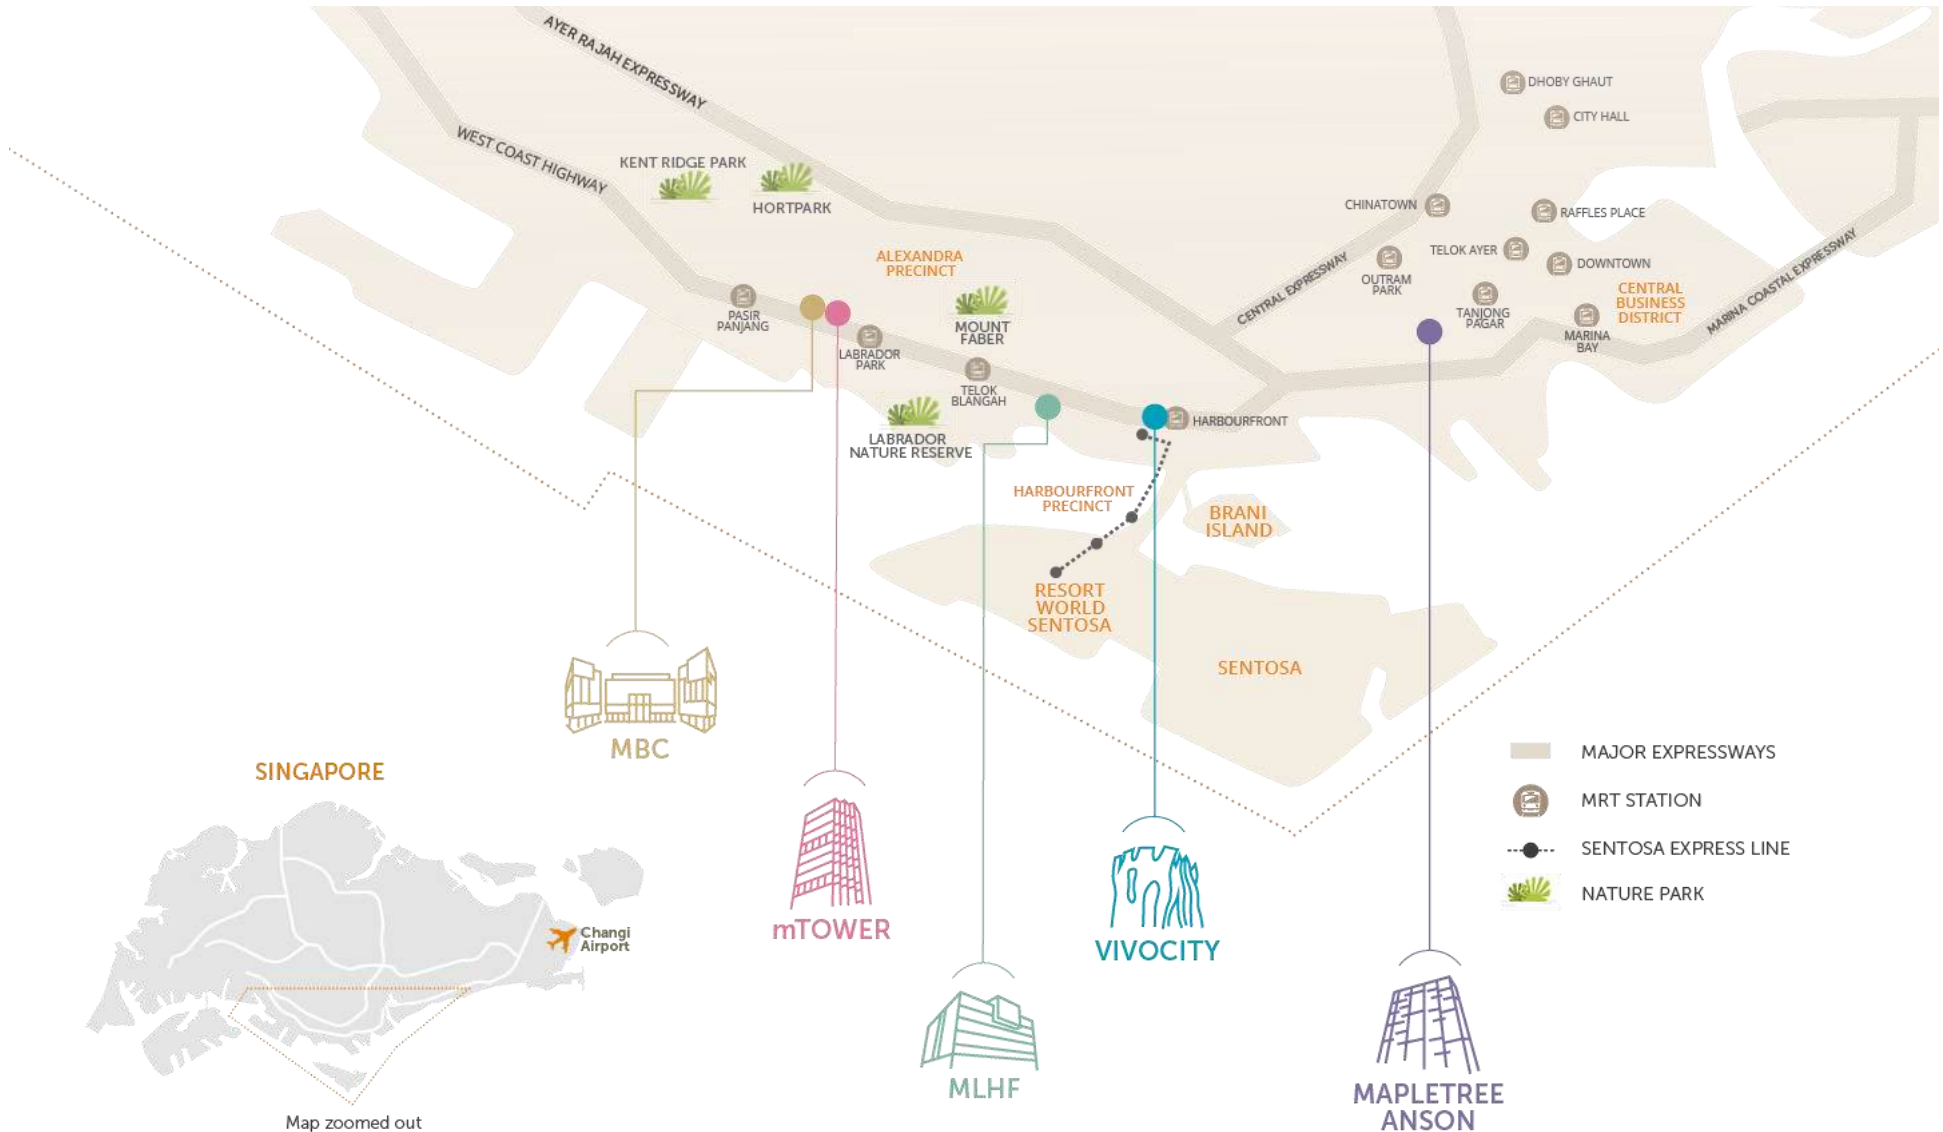 AYER RAJAH EXPRESSWAY
WEST COAST HIGHWAY
KENT RIDGE PARK
HORTPARK
DHOBY GHAUT
CITY HALL
CHINATOWN
RAFFLES PLACE
TELOK AYER
DOWNTOWN
OUTRAM
PARK
CENTRAL EXPRESSWAY
MARINA COASTAL EXPRESSWAY
TANJONG
PAGAR
CENTRAL
BUSINESS
DISTRICT
MARINA
BAY
ALEXANDRA
PRECINCT
MOUNT
FABER
PASIR
PANJANG
LABRADOR
PARK
TELOK
BLANGAH
LABRADOR
NATURE RESERVE
HARBOURFRONT
HARBOURFRONT
PRECINCT
BRANI
ISLAND
RESORT
WORLD
SENTOSA
SENTOSA
MBC
mTOWER
MLHF
VIVOCITY
MAPLETREE
ANSON
MAJOR EXPRESSWAYS
MRT STATION
SENTOSA EXPRESS LINE
NATURE PARK
SINGAPORE
Changi
Airport
Map zoomed out